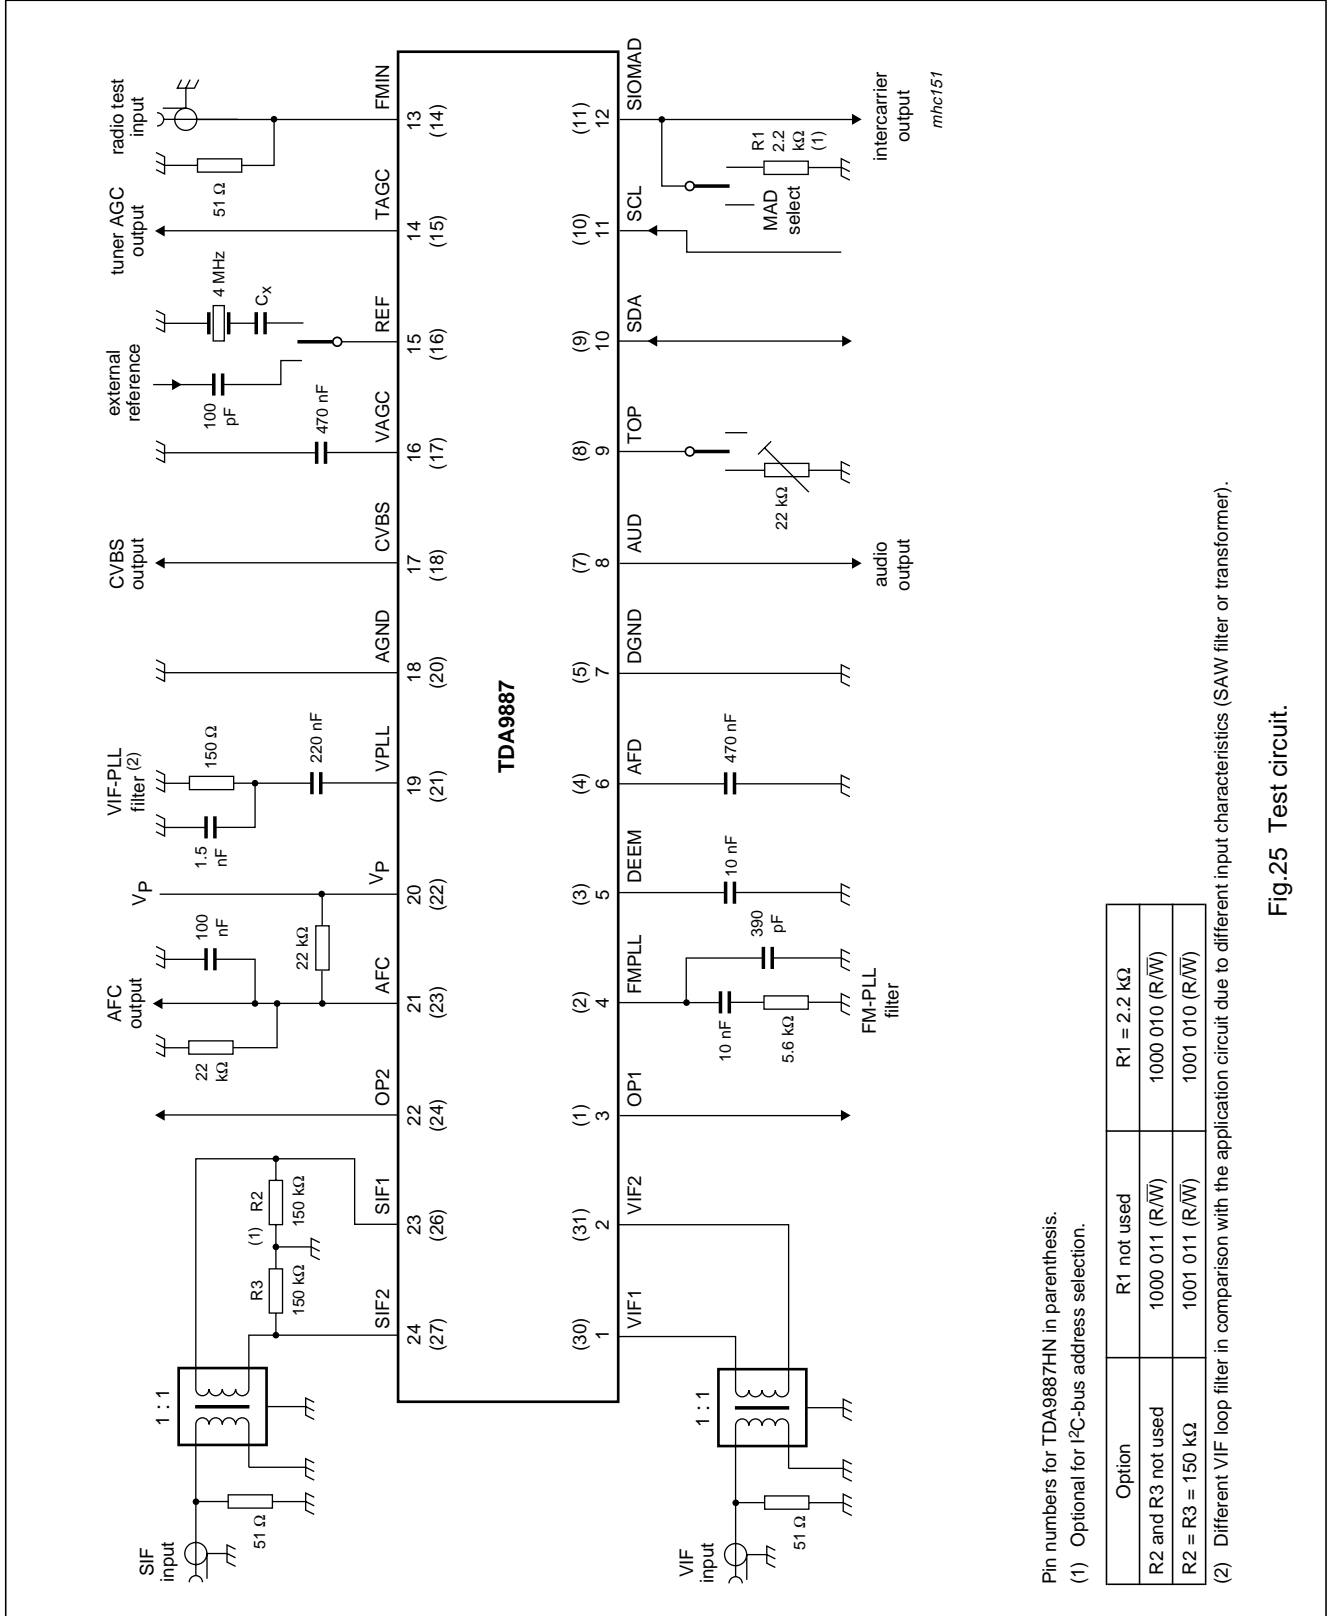 SIF
input
51 Ω
1 : 1
R3
150 kΩ
(1)
R2
150 kΩ
22
kΩ
AFC
output
100
nF
22 kΩ
VP
1.5
nF
VIF-PLL
filter (2)
150 Ω
220 nF
CVBS
output
470 nF
external
reference
100
pF
4 MHz
CX
tuner AGC
output
51 Ω
radio test
input
SIF2
SIF1
OP2
AFC
VP
VPLL
AGND
CVBS
VAGC
REF
TAGC
FMIN
24
(27)
23
(26)
22
(24)
21
(23)
20
(22)
19
(21)
18
(20)
17
(18)
16
(17)
15
(16)
14
(15)
13
(14)
TDA9887
(30)
1
(31)
2
(1)
3
(2)
4
(3)
5
(4)
6
(5)
7
(7)
8
(8)
9
(9)
10
(10)
11
(11)
12
VIF1
VIF2
OP1
FMPLL
DEEM
AFD
DGND
AUD
TOP
SDA
SCL
SIOMAD
VIF
input
51 Ω
1 : 1
10 nF
5.6 kΩ
390
pF
FM-PLL
filter
10 nF
470 nF
audio
output
22 kΩ
MAD
select
R1
2.2
kΩ
(1)
intercarrier
output
mhc151
Pin numbers for TDA9887HN in parenthesis.
(1) Optional for I²C-bus address selection.
Option R1 not used R1 = 2.2 kΩ
R2 and R3 not used 1000 011 (R/W̅) 1000 010 (R/W̅)
R2 = R3 = 150 kΩ 1001 011 (R/W̅) 1001 010 (R/W̅)
(2) Different VIF loop filter in comparison with the application circuit due to different input characteristics (SAW filter or transformer).
Fig.25 Test circuit.